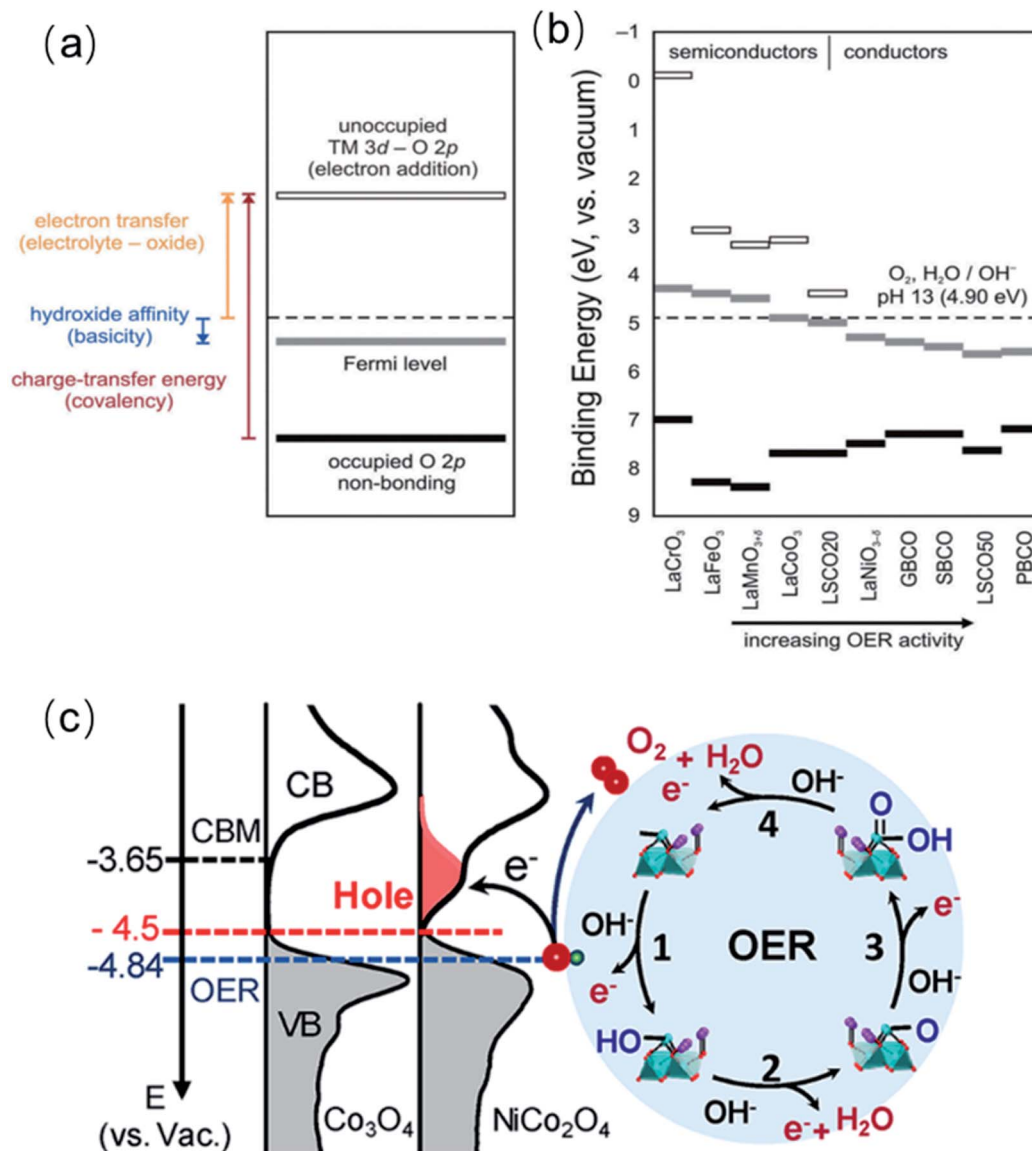 (a)
unoccupied
TM 3d – O 2p
(electron addition)
electron transfer
(electrolyte – oxide)
hydroxide affinity
(basicity)
charge-transfer energy
(covalency)
Fermi level
occupied O 2p
non-bonding
(b)
semiconductors | conductors
Binding Energy (eV, vs. vacuum)
–1
0
1
2
3
4
5
6
7
8
9
O₂, H₂O / OH⁻
pH 13 (4.90 eV)
LaCrO₃
LaFeO₃
LaMnO₃₊δ
LaCoO₃
LSCO20
LaNiO₃₋δ
GBCO
SBCO
LSCO50
PBCO
increasing OER activity
(c)
CB
CBM
-3.65
Hole
- 4.5
-4.84
OER
VB
E
(vs. Vac.)
Co₃O₄
NiCo₂O₄
e⁻
O₂ + H₂O
e⁻
OH⁻
4
O
OH
OH⁻
1
e⁻
OER
3
e⁻
OH⁻
HO
2
O
OH⁻
e⁻+ H₂O